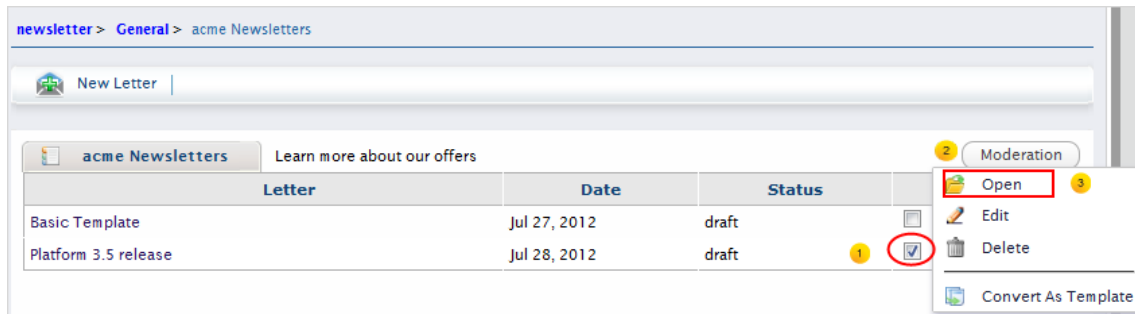 newsletter > General > acme Newsletters
New Letter
acme Newsletters Learn more about our offers 2 Moderation
Letter Date Status
Open 3
Basic Template Jul 27, 2012 draft
Edit
Platform 3.5 release Jul 28, 2012 draft 1
Delete
Convert As Template